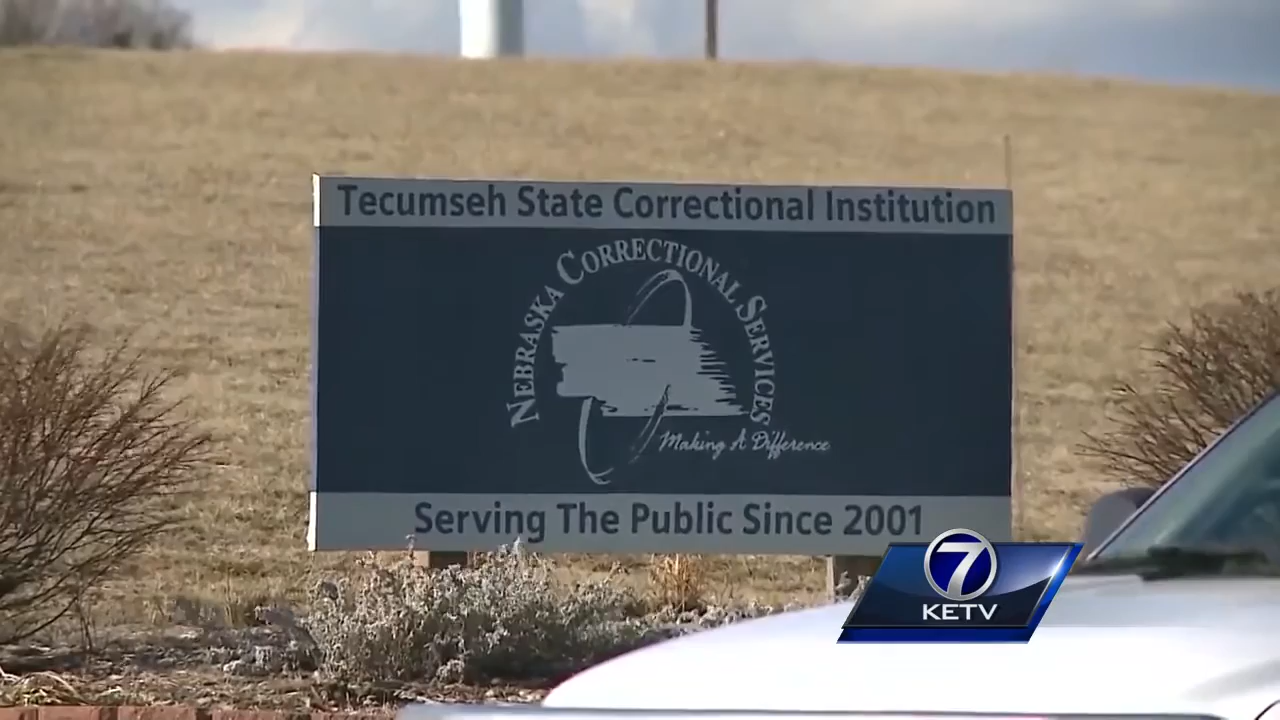 Tecumseh State Correctional Institution
NEBRASKA CORRECTIONAL SERVICES
Making A Difference
Serving The Public Since 2001
7
KETV